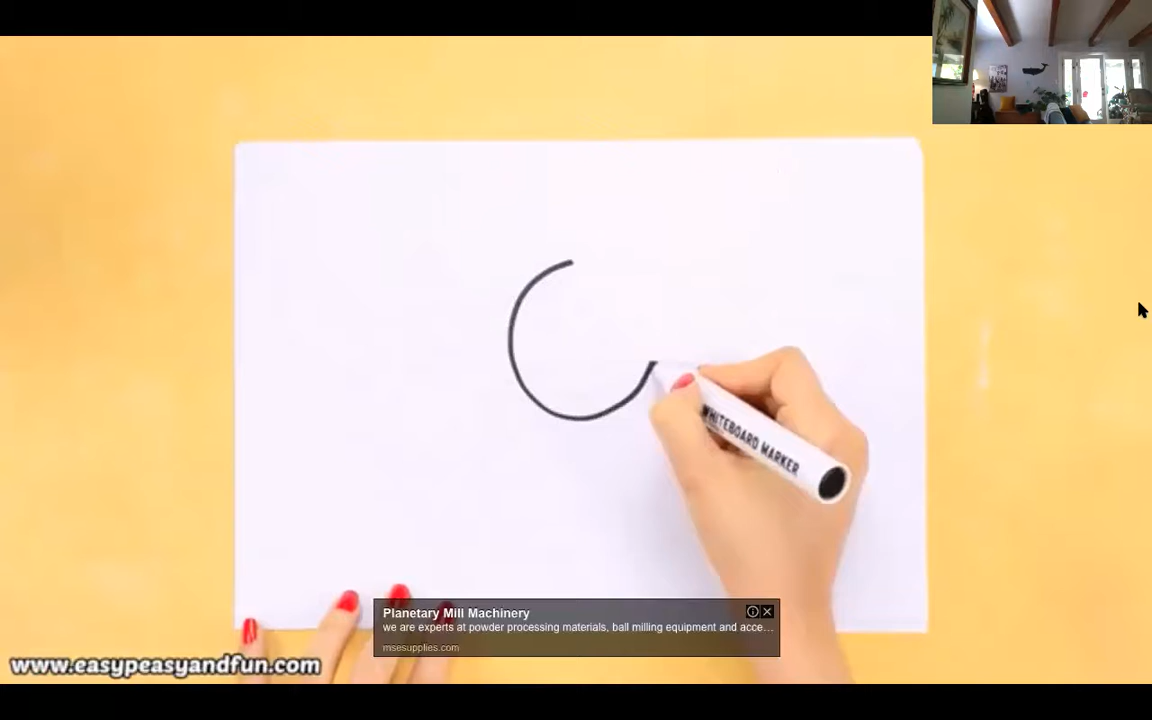 WHITEBOARD MARKER
Planetary Mill Machinery
we are experts at powder processing materials, ball milling equipment and acce...
msesupplies.com
www.easypeasyandfun.com